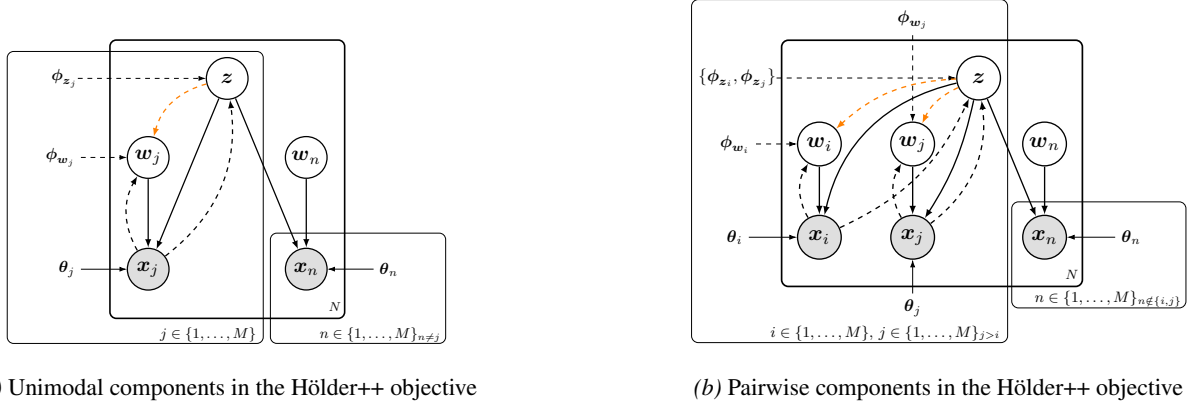 ϕ_{z_j}
z
w_j
w_n
ϕ_{w_j}
θ_j
x_j
x_n
θ_n
N
j ∈ {1, …, M}
n ∈ {1, …, M}_{n≠j}
) Unimodal components in the Hölder++ objective
ϕ_{w_j}
{ϕ_{z_i}, ϕ_{z_j}}
z
ϕ_{w_i}
w_i
w_j
w_n
θ_i
x_i
x_j
x_n
θ_n
N
θ_j
n ∈ {1, …, M}_{n∉{i,j}}
i ∈ {1, …, M}, j ∈ {1, …, M}_{j>i}
(b) Pairwise components in the Hölder++ objective